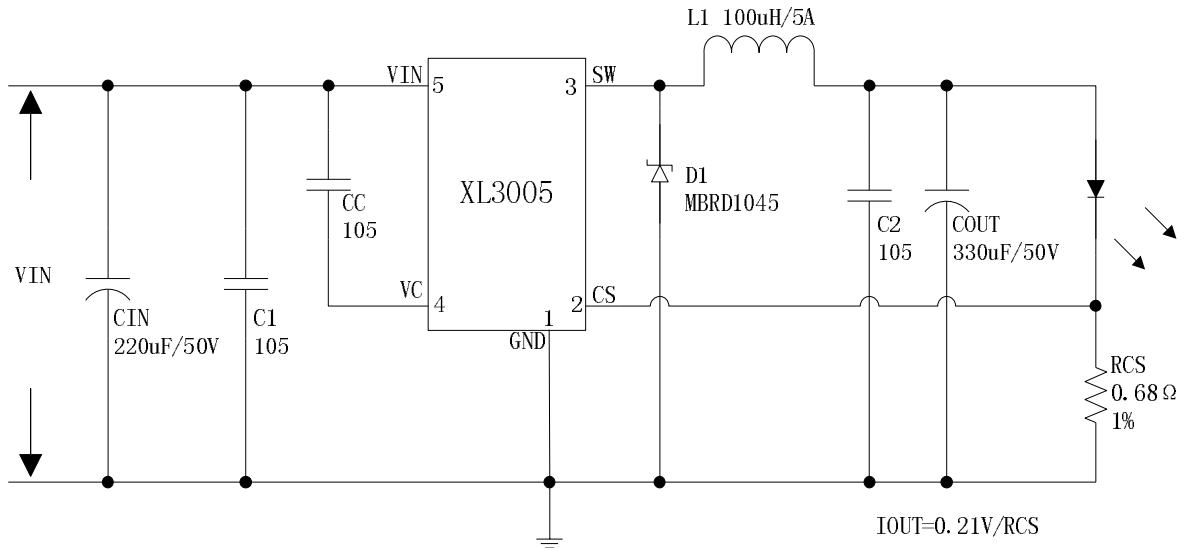 L1 100uH/5A
VIN
5
3
SW
XL3005
CC
105
D1
MBRD1045
C2
105
COUT
330uF/50V
VIN
VC
4
2
CS
1
GND
CIN
220uF/50V
C1
105
RCS
0.68Ω
1%
IOUT=0.21V/RCS